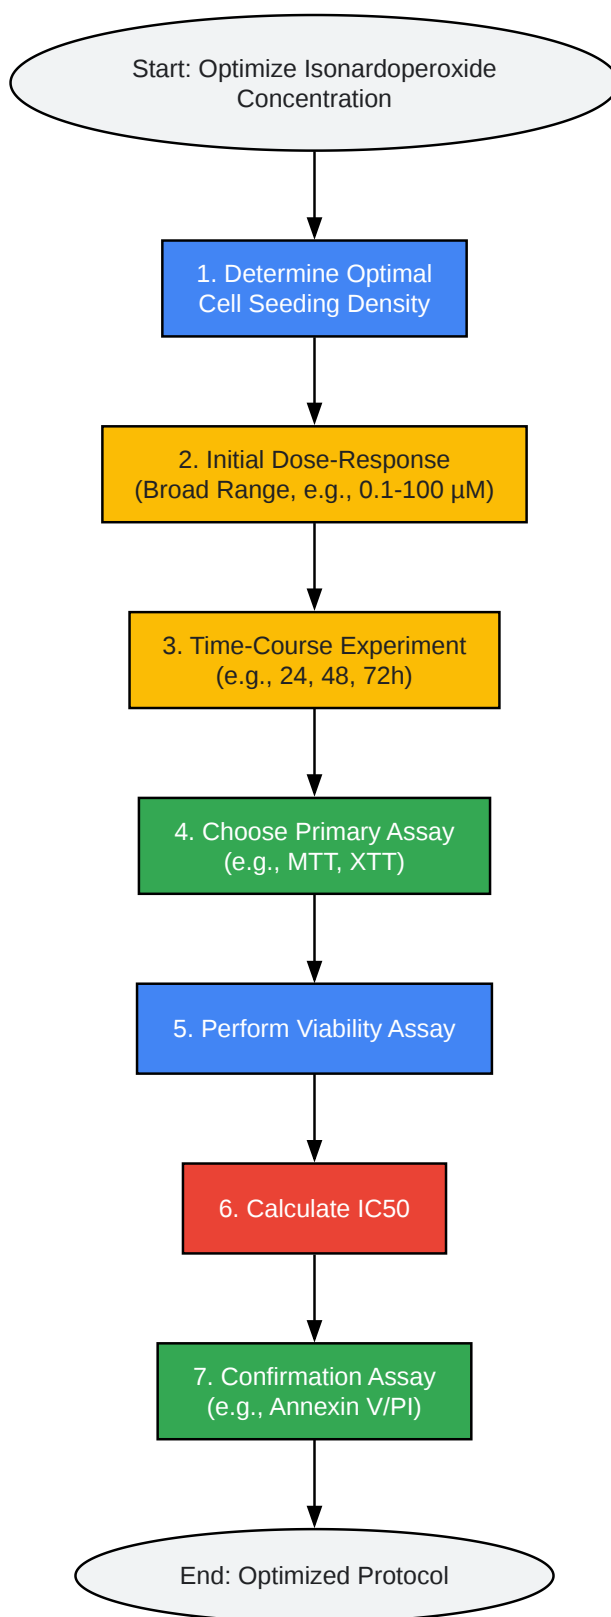 Start: Optimize Isonardoperoxide
Concentration
1. Determine Optimal
Cell Seeding Density
2. Initial Dose-Response
(Broad Range, e.g., 0.1-100 µM)
3. Time-Course Experiment
(e.g., 24, 48, 72h)
4. Choose Primary Assay
(e.g., MTT, XTT)
5. Perform Viability Assay
6. Calculate IC50
7. Confirmation Assay
(e.g., Annexin V/PI)
End: Optimized Protocol